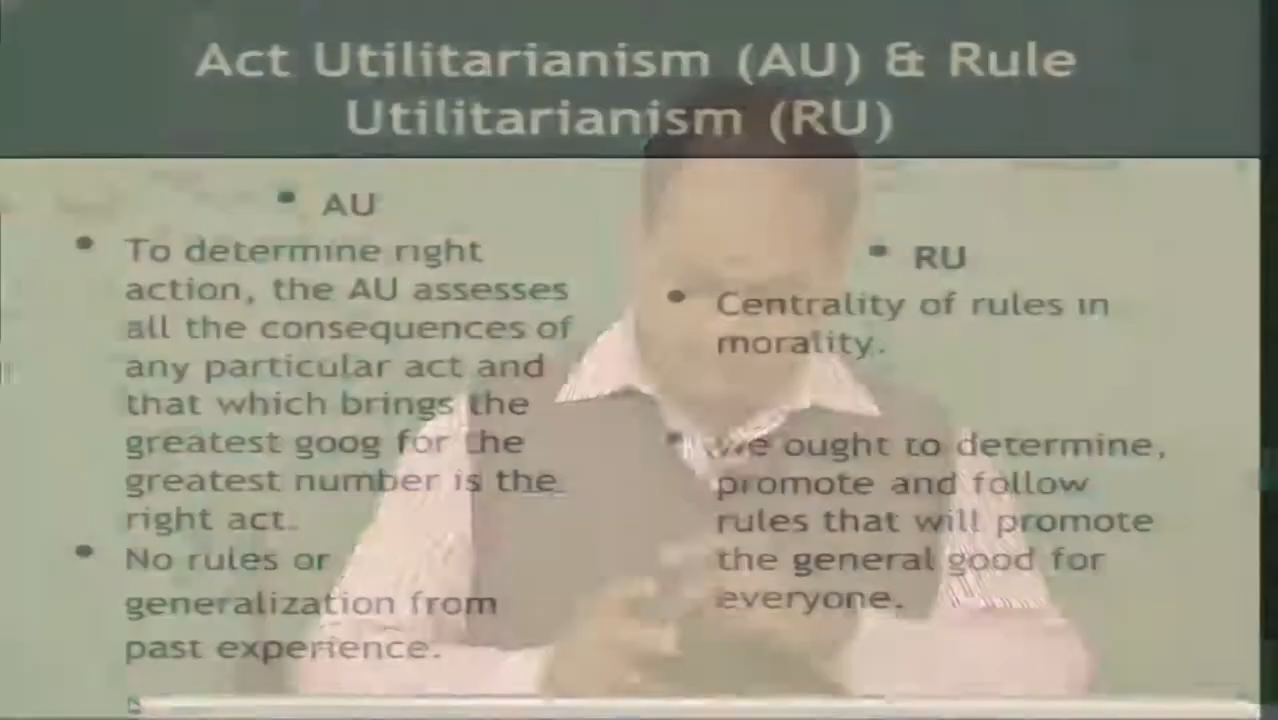 Act Utilitarianism (AU) & Rule
Utilitarianism (RU)
• AU
• To determine right
action, the AU assesses
all the consequences of
any particular act and
that which brings the
greatest goog for the
greatest number is the
right act.
• No rules or
generalization from
past experience.
• RU
• Centrality of rules in
morality.
• We ought to determine,
promote and follow
rules that will promote
the general good for
everyone.